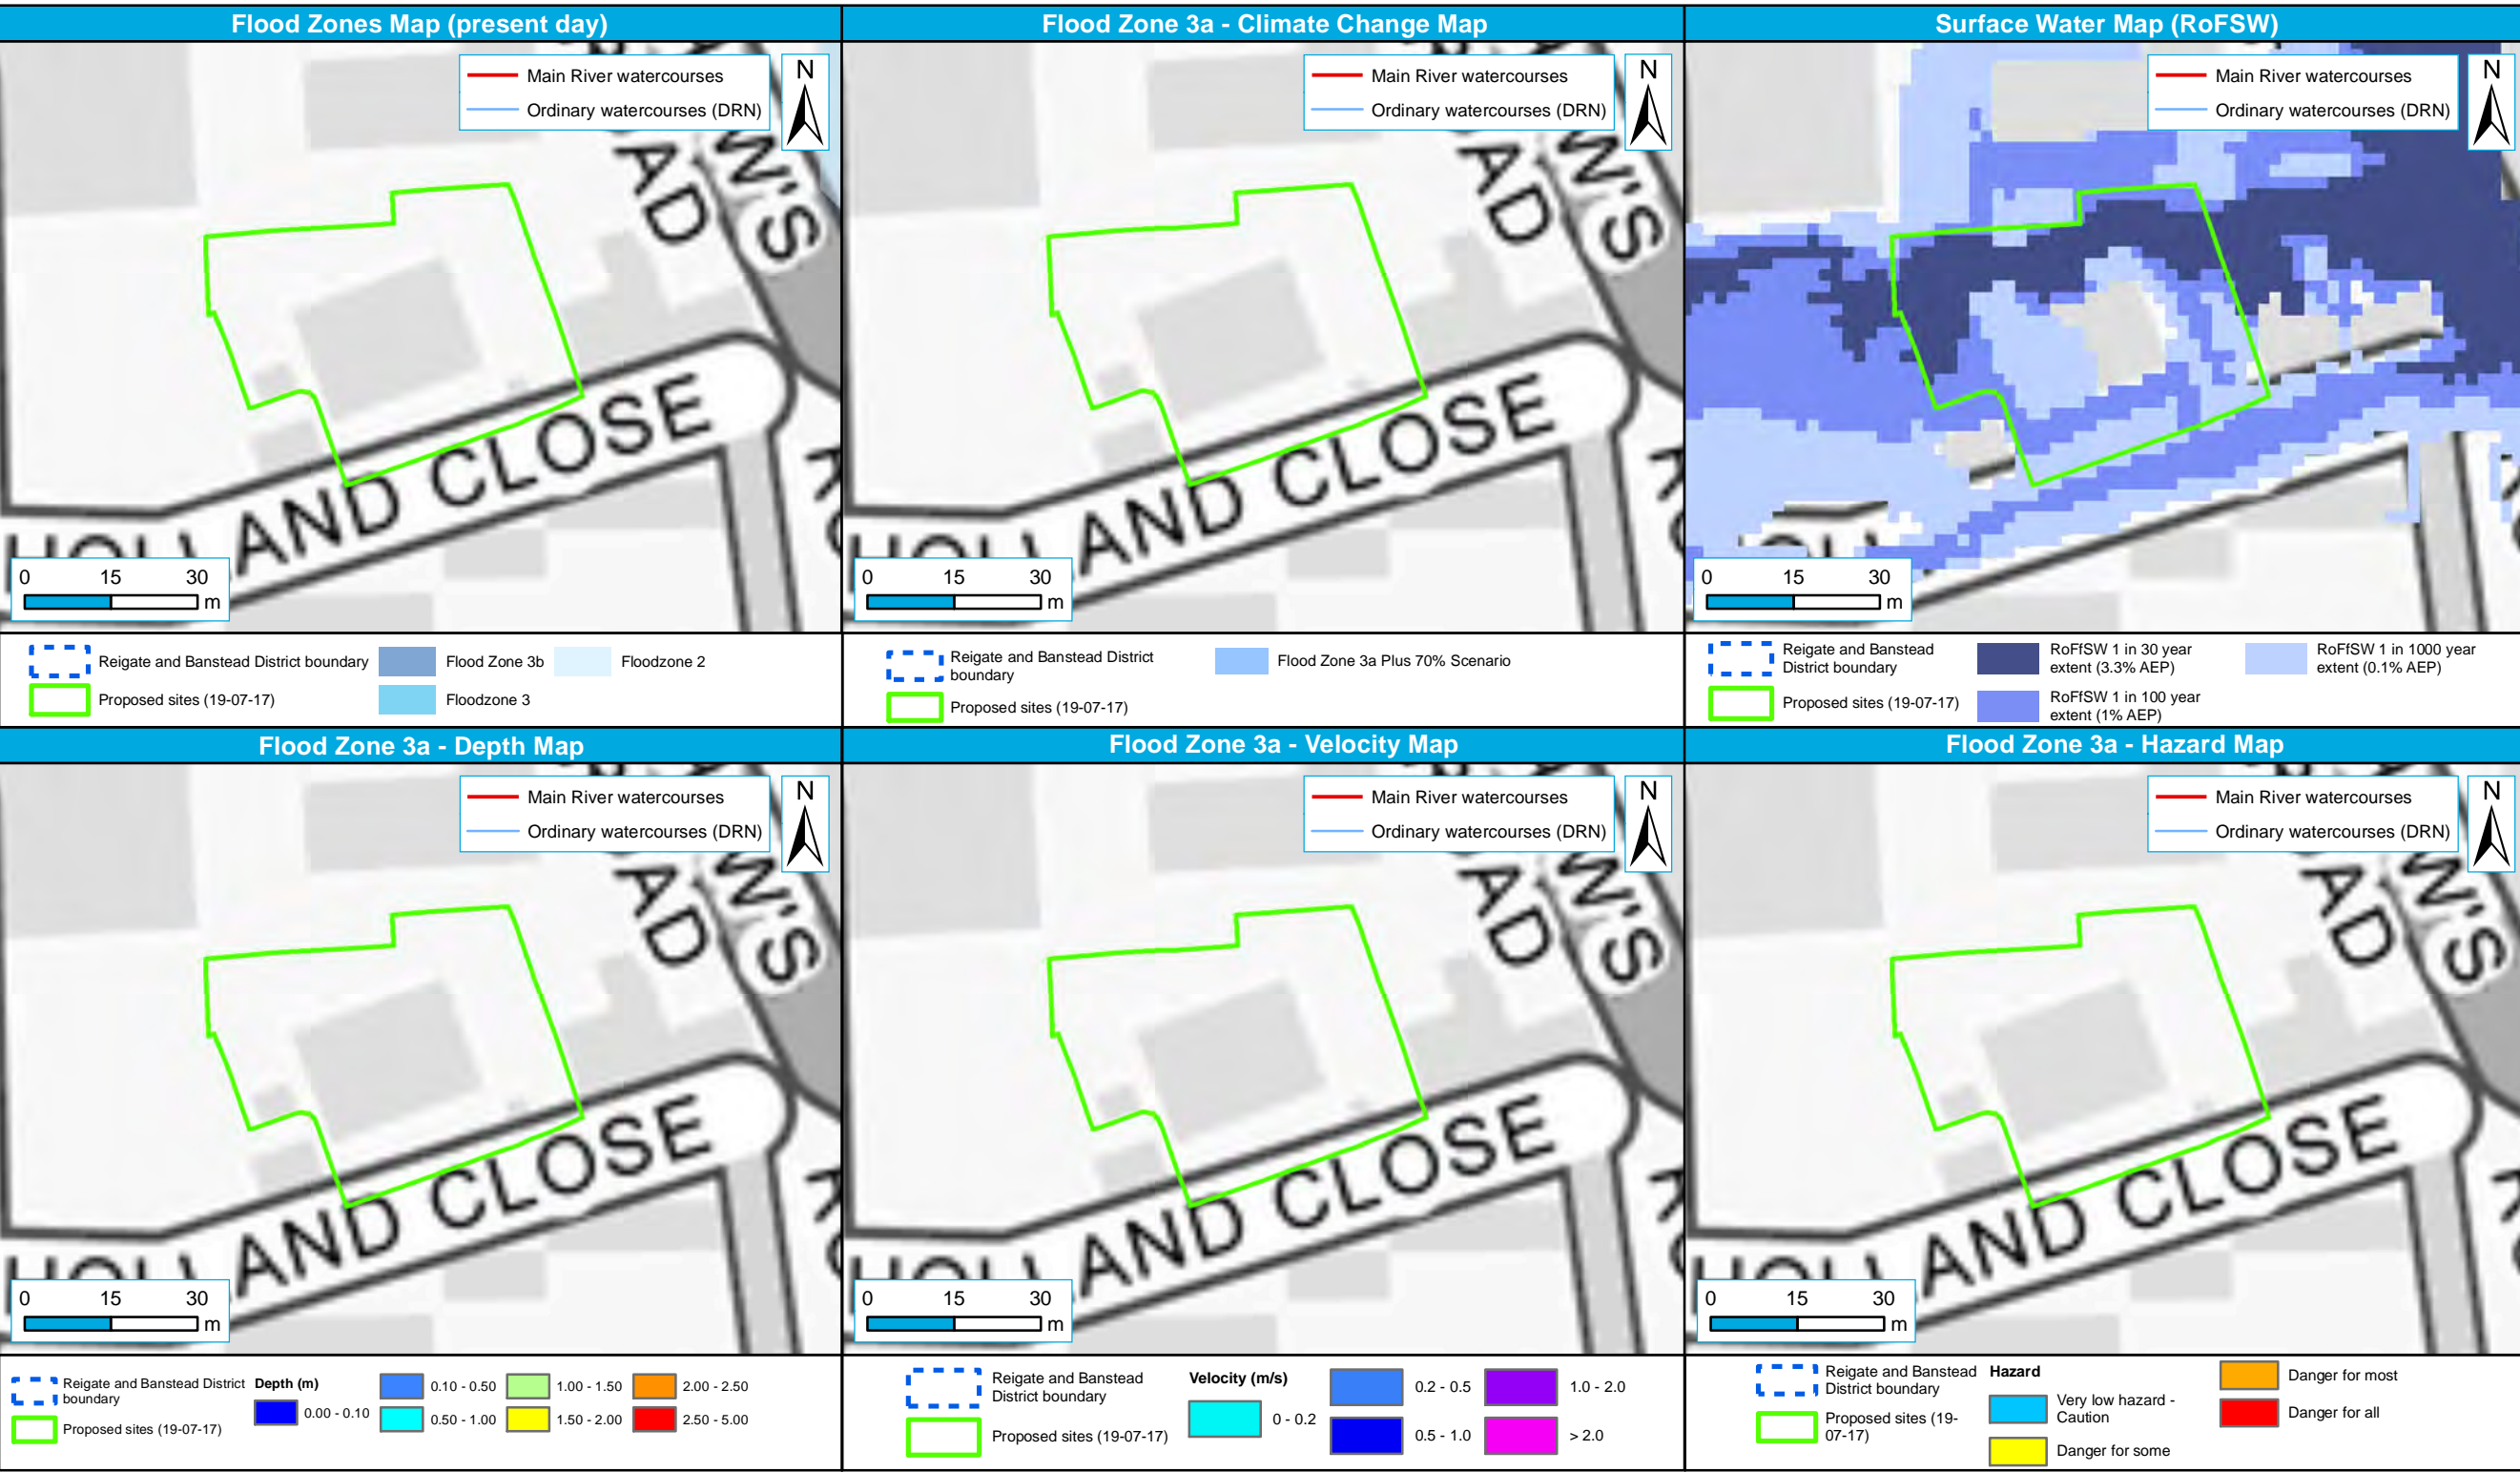 Flood Zones Map (present day)
Main River watercourses
Ordinary watercourses (DRN)
N
AD
W'S
AND CLOSE
0 15 30
m
Reigate and Banstead District boundary
Proposed sites (19-07-17)
Flood Zone 3b
Floodzone 3
Floodzone 2
Flood Zone 3a - Climate Change Map
Main River watercourses
Ordinary watercourses (DRN)
N
AD
W'S
AND CLOSE
0 15 30
m
Reigate and Banstead District
boundary
Proposed sites (19-07-17)
Flood Zone 3a Plus 70% Scenario
Surface Water Map (RoFSW)
Main River watercourses
Ordinary watercourses (DRN)
N
0 15 30
m
Reigate and Banstead
District boundary
Proposed sites (19-07-17)
RoFfSW 1 in 30 year
extent (3.3% AEP)
RoFfSW 1 in 100 year
extent (1% AEP)
RoFfSW 1 in 1000 year
extent (0.1% AEP)
Flood Zone 3a - Depth Map
Main River watercourses
Ordinary watercourses (DRN)
N
AD
W'S
AND CLOSE
0 15 30
m
Reigate and Banstead District
boundary
Proposed sites (19-07-17)
Depth (m)
0.00 - 0.10
0.10 - 0.50
0.50 - 1.00
1.00 - 1.50
1.50 - 2.00
2.00 - 2.50
2.50 - 5.00
Flood Zone 3a - Velocity Map
Main River watercourses
Ordinary watercourses (DRN)
N
AD
W'S
AND CLOSE
0 15 30
m
Reigate and Banstead
District boundary
Proposed sites (19-07-17)
Velocity (m/s)
0 - 0.2
0.2 - 0.5
0.5 - 1.0
1.0 - 2.0
> 2.0
Flood Zone 3a - Hazard Map
Main River watercourses
Ordinary watercourses (DRN)
N
AD
W'S
AND CLOSE
0 15 30
m
Reigate and Banstead
District boundary
Proposed sites (19-
07-17)
Hazard
Very low hazard -
Caution
Danger for some
Danger for most
Danger for all